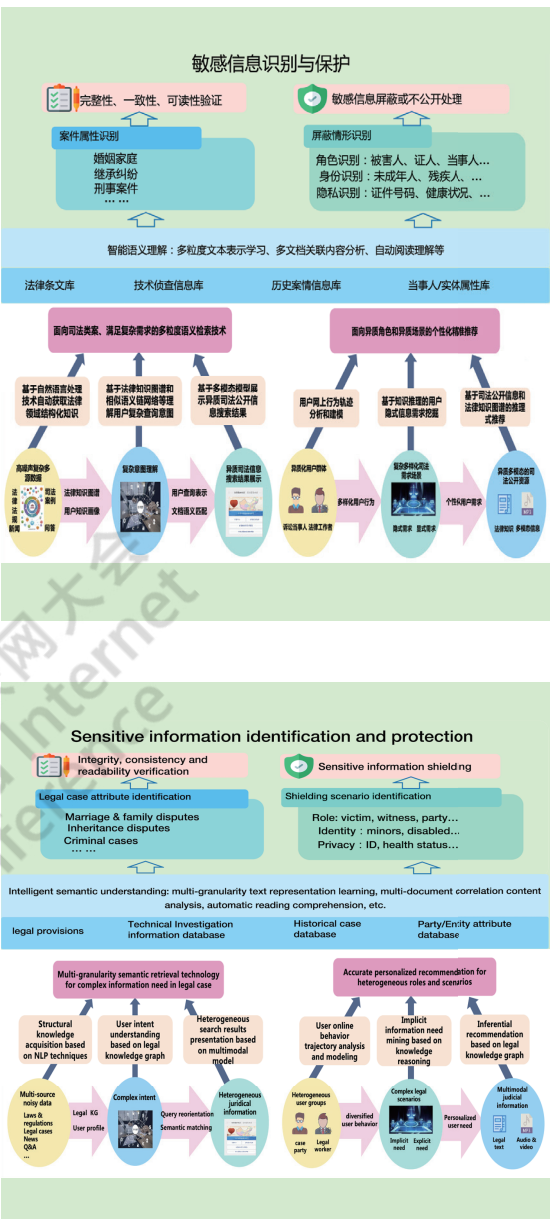 敏感信息识别与保护
完整性、一致性、可读性验证
敏感信息屏蔽或不公开处理
案件属性识别
婚姻家庭
继承纠纷
刑事案件
… …
屏蔽情形识别
角色识别：被害人、证人、当事人…
身份识别：未成年人、残疾人、…
隐私识别：证件号码、健康状况、…
智能语义理解：多粒度文本表示学习、多文档关联内容分析、自动阅读理解等
法律条文库
技术侦查信息库
历史案情信息库
当事人/实体属性库
面向司法类案、满足复杂需求的多粒度语义检索技术
面向异质角色和异质场景的个性化精准推荐
基于自然语言处理
技术自动获取法律
领域结构化知识
基于法律知识图谱和
相似语义链网络等理
解用户复杂查询意图
基于多模态模型展
示异质司法公开信
息搜索结果
用户网上行为轨迹
分析和建模
基于知识推理的用户
隐式信息需求挖掘
基于司法公开信息和
法律知识图谱的推理
式推荐
高噪声复杂多
源数据
法律
法规
新闻
司法
案例
问答
法律知识图谱
用户知识画像
复杂意图理解
用户查询表示
文档语义匹配
异质司法信息
搜索结果展示
异质化用户群体
诉讼当事人 法律工作者
多样化用户行为
复杂多样化司法
需求场景
隐式需求 显式需求
个性化用户需求
异质多模态的司
法公开资源
法律知识 多模态信息
网大会
Internet
Sensitive information identification and protection
Integrity, consistency and
readability verification
Sensitive information shielding
Legal case attribute identification
Marriage & family disputes
Inheritance disputes
Criminal cases
… …
Shielding scenario identification
Role: victim, witness, party…
Identity：minors, disabled…
Privacy：ID, health status…
Intelligent semantic understanding: multi-granularity text representation learning, multi-document correlation content
analysis, automatic reading comprehension, etc.
legal provisions
Technical Investigation
information database
Historical case
database
Party/Entity attribute
database
Multi-granularity semantic retrieval technology
for complex information need in legal case
Accurate personalized recommendation for
heterogeneous roles and scenarios
Structural
knowledge
acquisition based
on NLP techniques
User intent
understanding
based on legal
knowledge graph
Heterogeneous
search results
presentation based
on multimodal
model
User online
behavior
trajectory analysis
and modeling
Implicit
information need
mining based on
knowledge
reasoning
Inferential
recommendation
based on legal
knowledge graph
Multi-source
noisy data
Laws &
regulations
Legal cases
News
Q&A
...
Legal KG
User profile
Complex intent
Query reorientation
Semantic matching
Heterogeneous
juridical
information
Heterogeneous
user groups
case
party
Legal
worker
diversified
user behavior
Complex legal
scenarios
Implicit
need
Explicit
need
Personalized
user need
Multimodal
judicial
information
Legal
text
Audio &
video